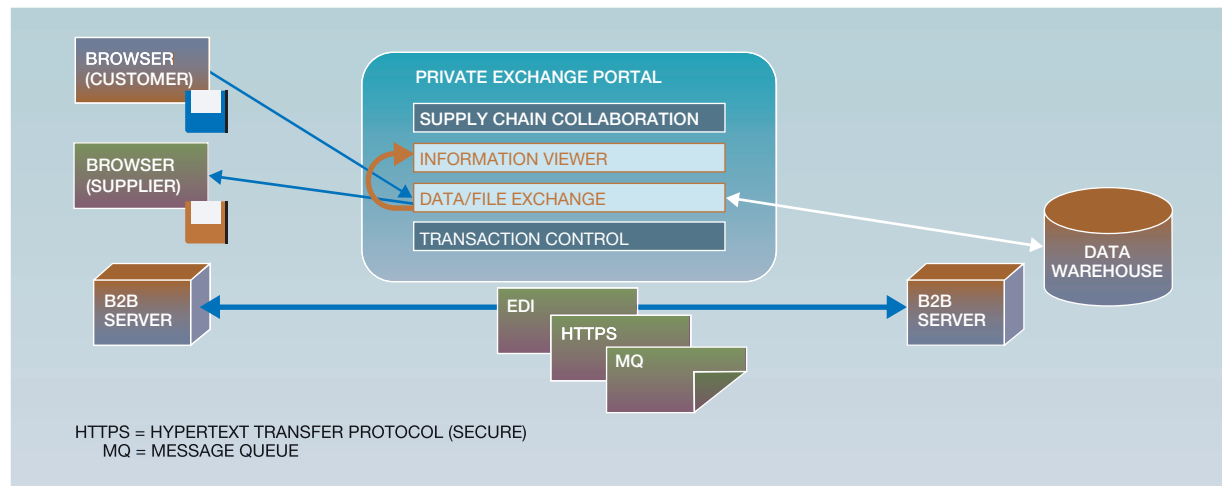 BROWSER
(CUSTOMER)
BROWSER
(SUPPLIER)
PRIVATE EXCHANGE PORTAL
SUPPLY CHAIN COLLABORATION
INFORMATION VIEWER
DATA/FILE EXCHANGE
TRANSACTION CONTROL
DATA
WAREHOUSE
B2B
SERVER
EDI
HTTPS
MQ
B2B
SERVER
HTTPS = HYPERTEXT TRANSFER PROTOCOL (SECURE)
MQ = MESSAGE QUEUE